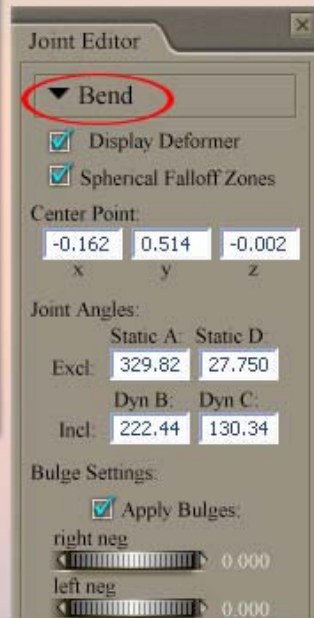 Joint Editor
Bend
Display Deformer
Spherical Falloff Zones
Center Point:
-0.162 0.514 -0.002
x y z
Joint Angles:
Static A: Static D:
Excl: 329.82 27.750
Dyn B: Dyn C:
Incl: 222.44 130.34
Bulge Settings:
Apply Bulges:
right neg
0.000
left neg
0.000